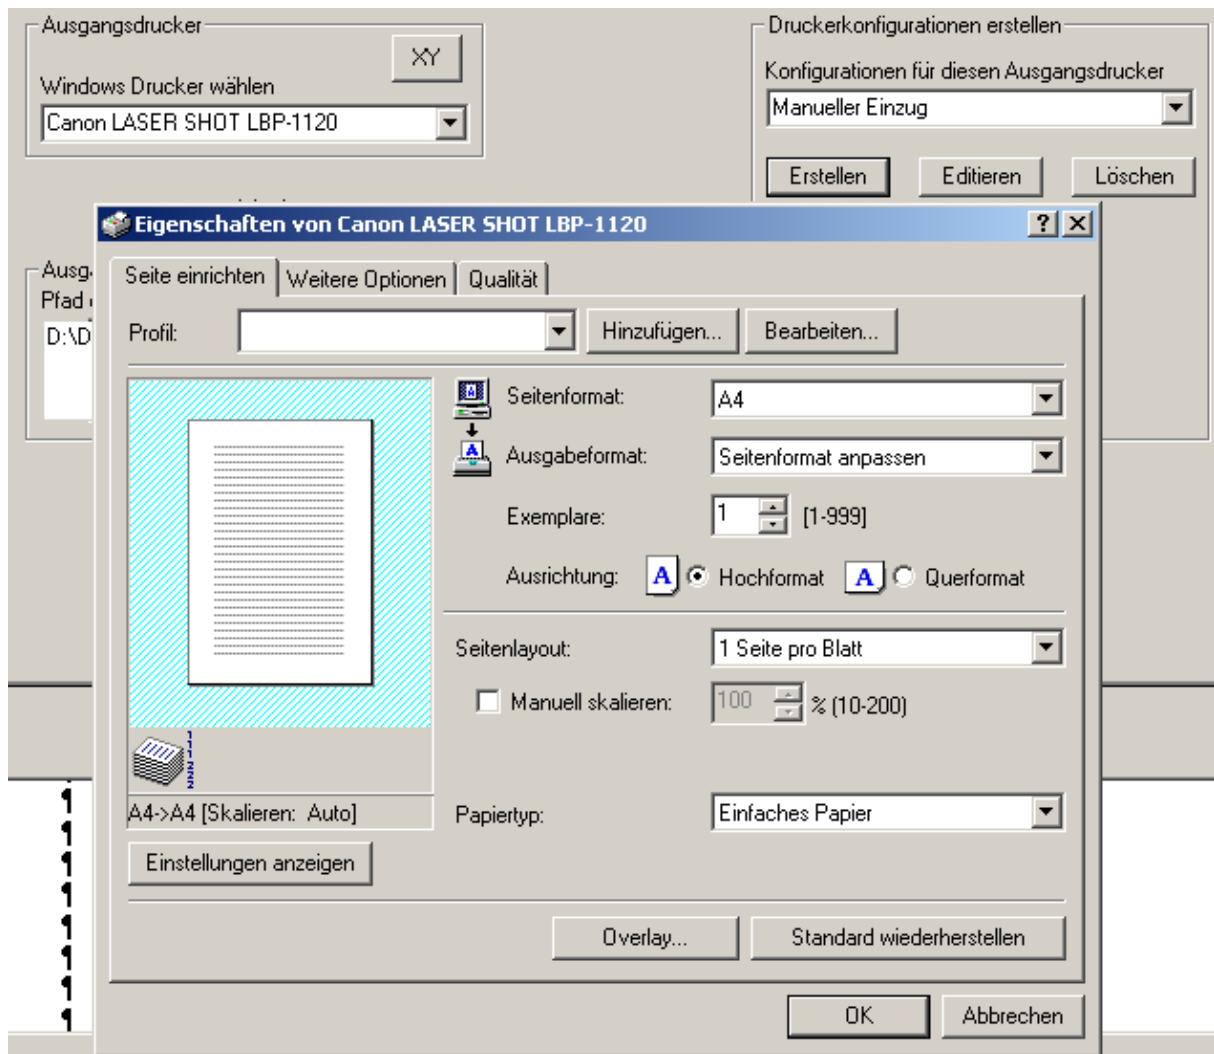 Ausgangsdrucker
XY
Windows Drucker wählen
Canon LASER SHOT LBP-1120
Druckerkonfigurationen erstellen
Konfigurationen für diesen Ausgangsdrucker
Manueller Einzug
Erstellen Editieren Löschen
Pfad
D:\D
Eigenschaften von Canon LASER SHOT LBP-1120
Seite einrichten Weitere Optionen Qualität
Profil: Hinzufügen... Bearbeiten...
Seitenformat: A4
Ausgabeformat: Seitenformat anpassen
Exemplare: 1 [1-999]
Ausrichtung: A Hochformat A Querformat
Seitenlayout: 1 Seite pro Blatt
Manuell skalieren: 100 % (10-200)
A4->A4 [Skalieren: Auto]
Papiertyp: Einfaches Papier
Einstellungen anzeigen
Overlay... Standard wiederherstellen
OK Abbrechen